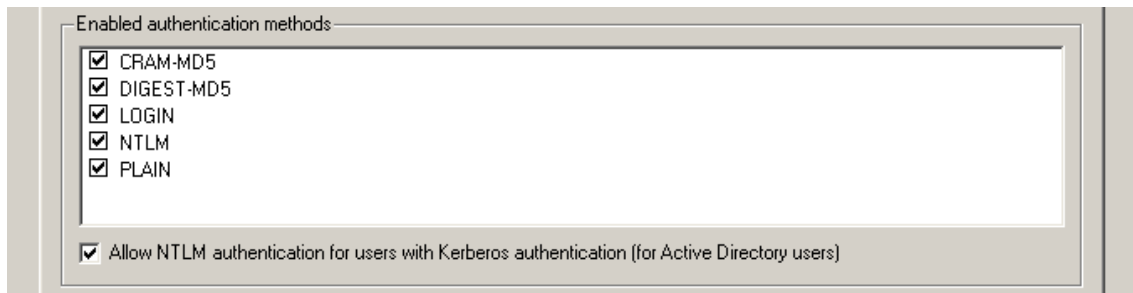 Enabled authentication methods
CRAM-MD5
DIGEST-MD5
LOGIN
NTLM
PLAIN
Allow NTLM authentication for users with Kerberos authentication (for Active Directory users)